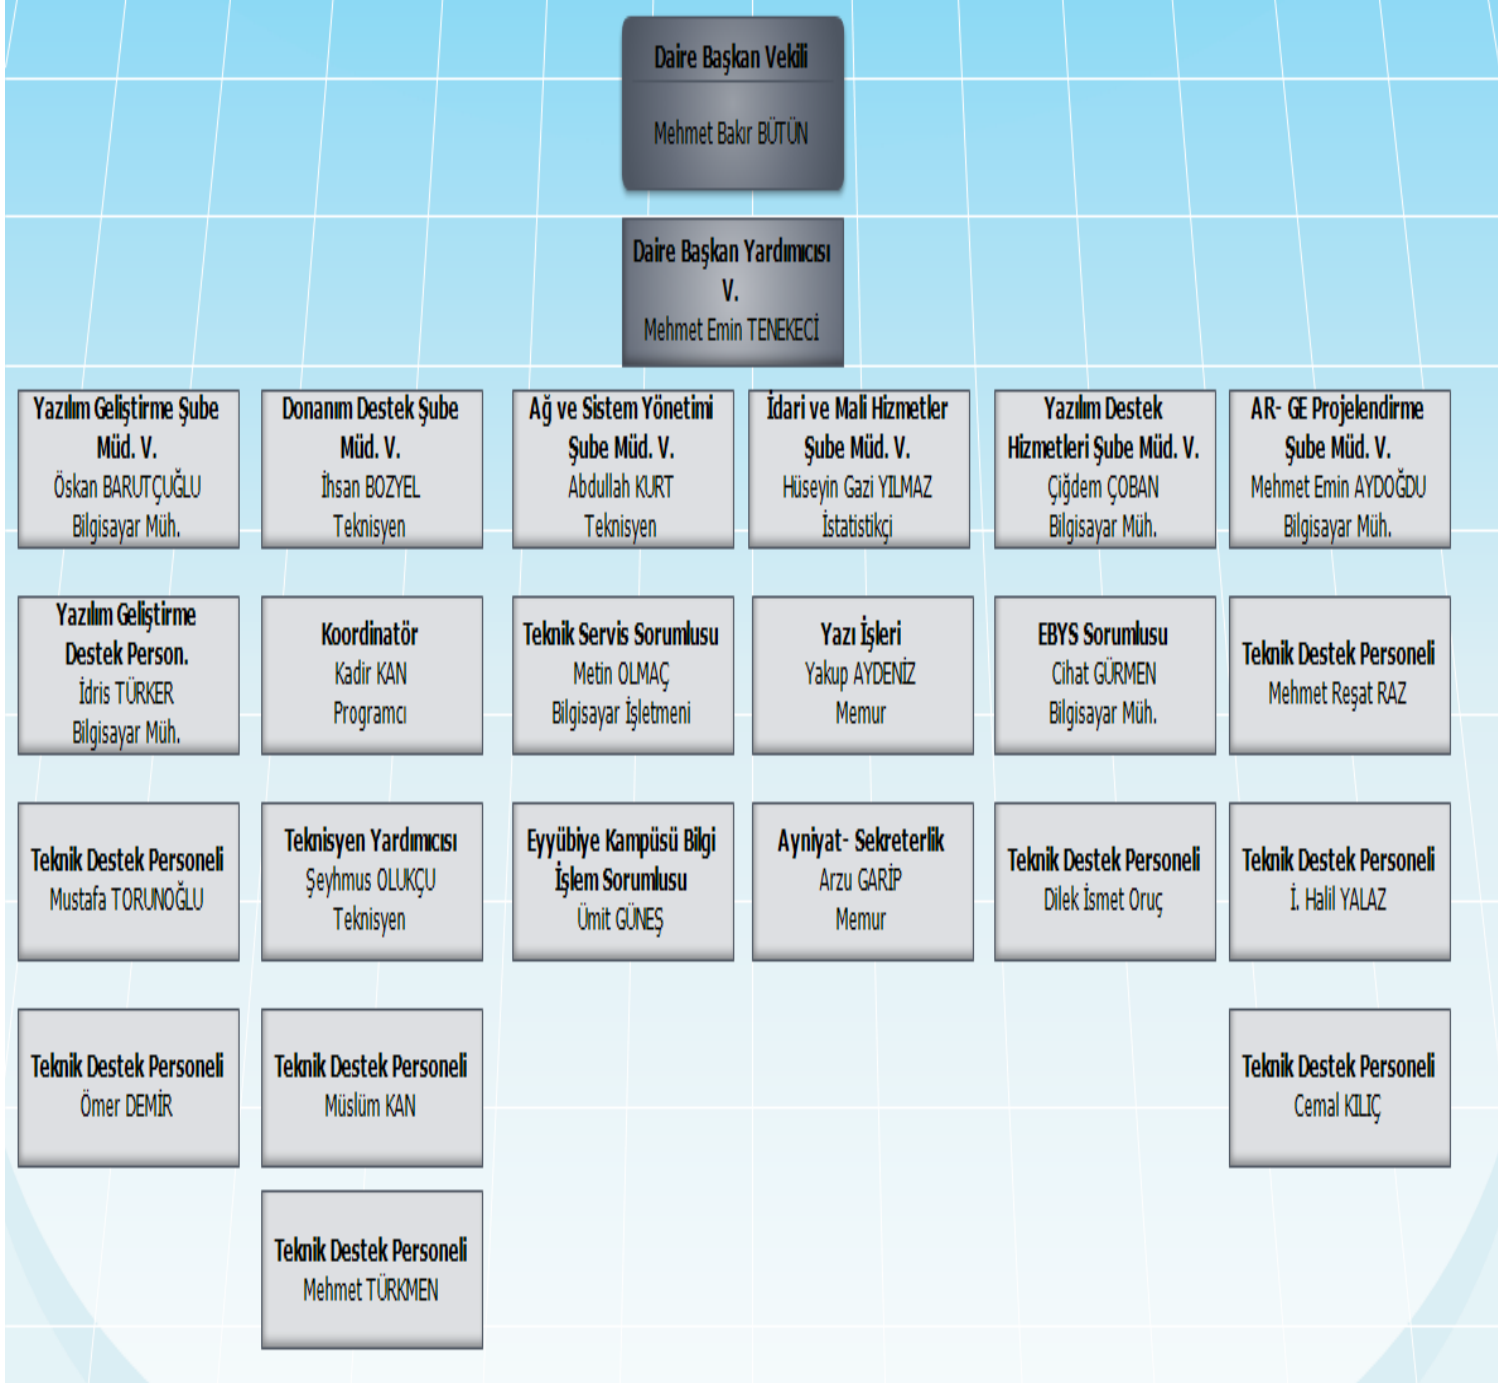 Daire Başkan Vekili
Mehmet Bakır BÜTÜN
Daire Başkan Yardımıcısı
V.
Mehmet Emin TENEKECİ
Yazılım Geliştirme Şube
Müd. V.
Öskan BARUTÇUĞLU
Bilgisayar Müh.
Donanım Destek Şube
Müd. V.
İhsan BOZYEL
Teknisyen
Ağ ve Sistem Yönetimi
Şube Müd. V.
Abdullah KURT
Teknisyen
İdari ve Mali Hizmetler
Şube Müd. V.
Hüseyin Gazi YILMAZ
İstatistikçi
Yazılım Destek
Hizmetleri Şube Müd. V.
Çiğdem ÇOBAN
Bilgisayar Müh.
AR- GE Projelendirme
Şube Müd. V.
Mehmet Emin AYDOĞDU
Bilgisayar Müh.
Yazılım Geliştirme
Destek Person.
İdris TÜRKER
Bilgisayar Müh.
Koordinatör
Kadir KAN
Programcı
Teknik Servis Sorumlusu
Metin OLMAÇ
Bilgisayar İşletmeni
Yazı İşleri
Yakup AYDENİZ
Memur
EBYS Sorumlusu
Cihat GÜRMEN
Bilgisayar Müh.
Teknik Destek Personeli
Mehmet Reşat RAZ
Teknik Destek Personeli
Mustafa TORUNOĞLU
Teknisyen Yardımıcısı
Şeyhmus OLUKÇU
Teknisyen
Eyyübiye Kampüsü Bilgi
İşlem Sorumlusu
Ümit GÜNEŞ
Ayniyat- Sekreterlik
Arzu GARİP
Memur
Teknik Destek Personeli
Dilek İsmet Oruç
Teknik Destek Personeli
İ. Halil YALAZ
Teknik Destek Personeli
Ömer DEMİR
Teknik Destek Personeli
Müslüm KAN
Teknik Destek Personeli
Cemal KILIÇ
Teknik Destek Personeli
Mehmet TÜRKMEN